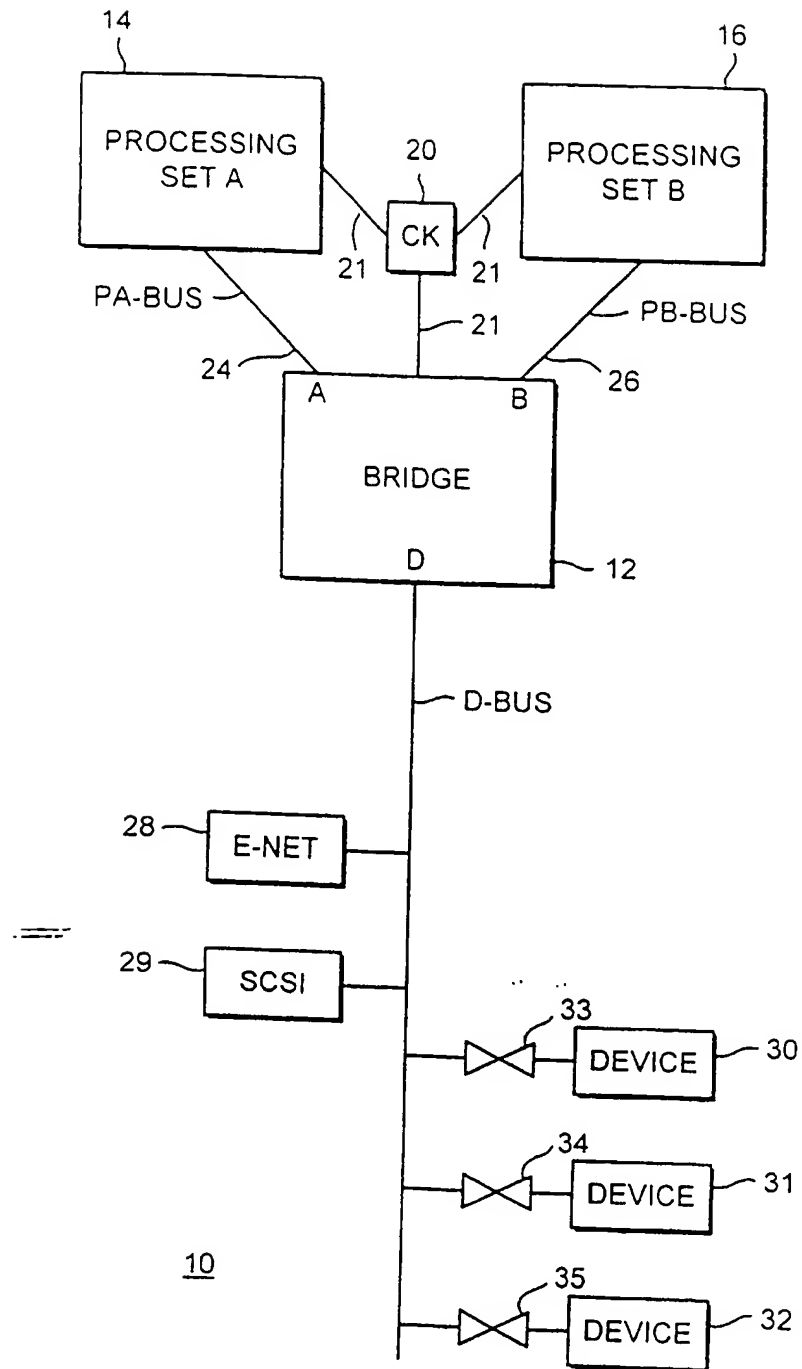 14
16
PROCESSING
SET A
20
PROCESSING
SET B
CK
21
21
PA-BUS
21
PB-BUS
24
26
A
B
BRIDGE
D
12
D-BUS
28
E-NET
29
SCSI
33
DEVICE
30
34
DEVICE
31
10
35
DEVICE
32